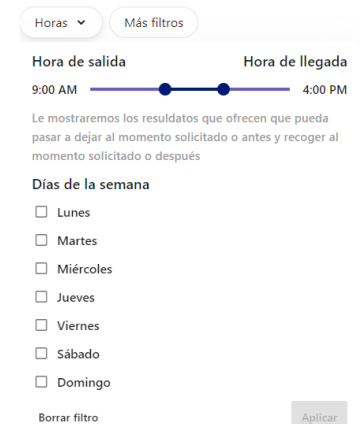 Horas
Más filtros
Hora de salida
Hora de llegada
9:00 AM
4:00 PM
Le mostraremos los resuldatos que ofrecen que pueda
pasar a dejar al momento solicitado o antes y recoger al
momento solicitado o después
Días de la semana
Lunes
Martes
Miércoles
Jueves
Viernes
Sábado
Domingo
Borrar filtro
Aplicar